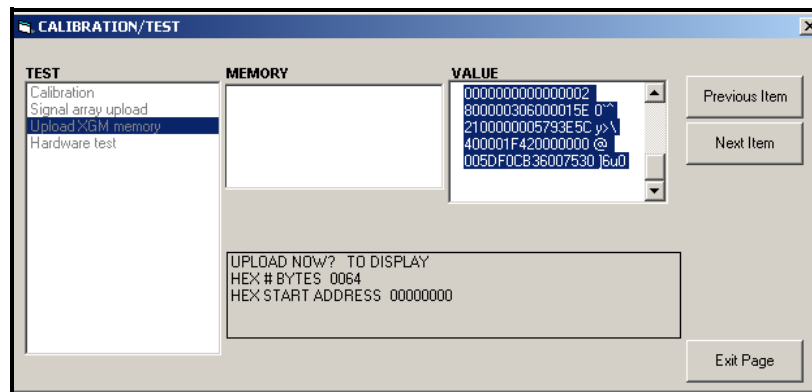 CALIBRATION/TEST
TEST
Calibration
Signal array upload
Upload XGM memory
Hardware test
MEMORY
VALUE
0000000000000002
800000306000015E 0`^
2100000005793E5C y>\
400001F420000000 @
005DF0CB36007530 ]6u0
Previous Item
Next Item
UPLOAD NOW? TO DISPLAY
HEX # BYTES 0064
HEX START ADDRESS 00000000
Exit Page